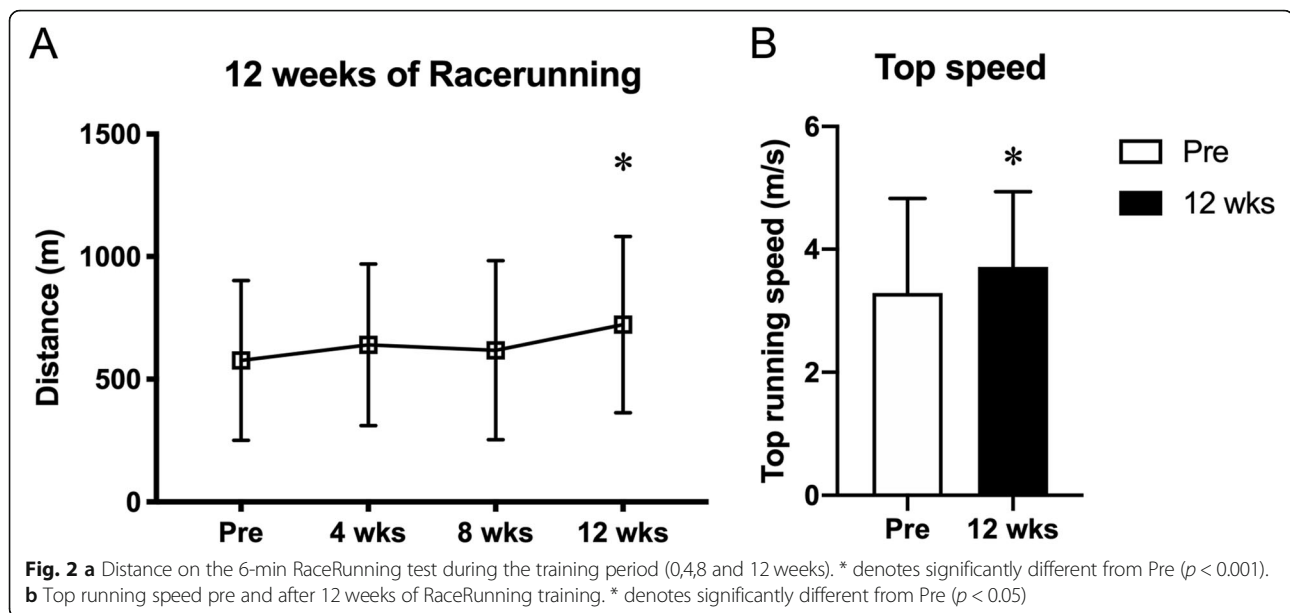 A
12 weeks of Racerunning
Distance (m)
1500
1000
500
0
*
Pre 4 wks 8 wks 12 wks
B
Top speed
Top running speed (m/s)
6
4
2
0
*
Pre 12 wks
Pre
12 wks
Fig. 2 a Distance on the 6-min RaceRunning test during the training period (0,4,8 and 12 weeks). * denotes significantly different from Pre (p < 0.001).
b Top running speed pre and after 12 weeks of RaceRunning training. * denotes significantly different from Pre (p < 0.05)